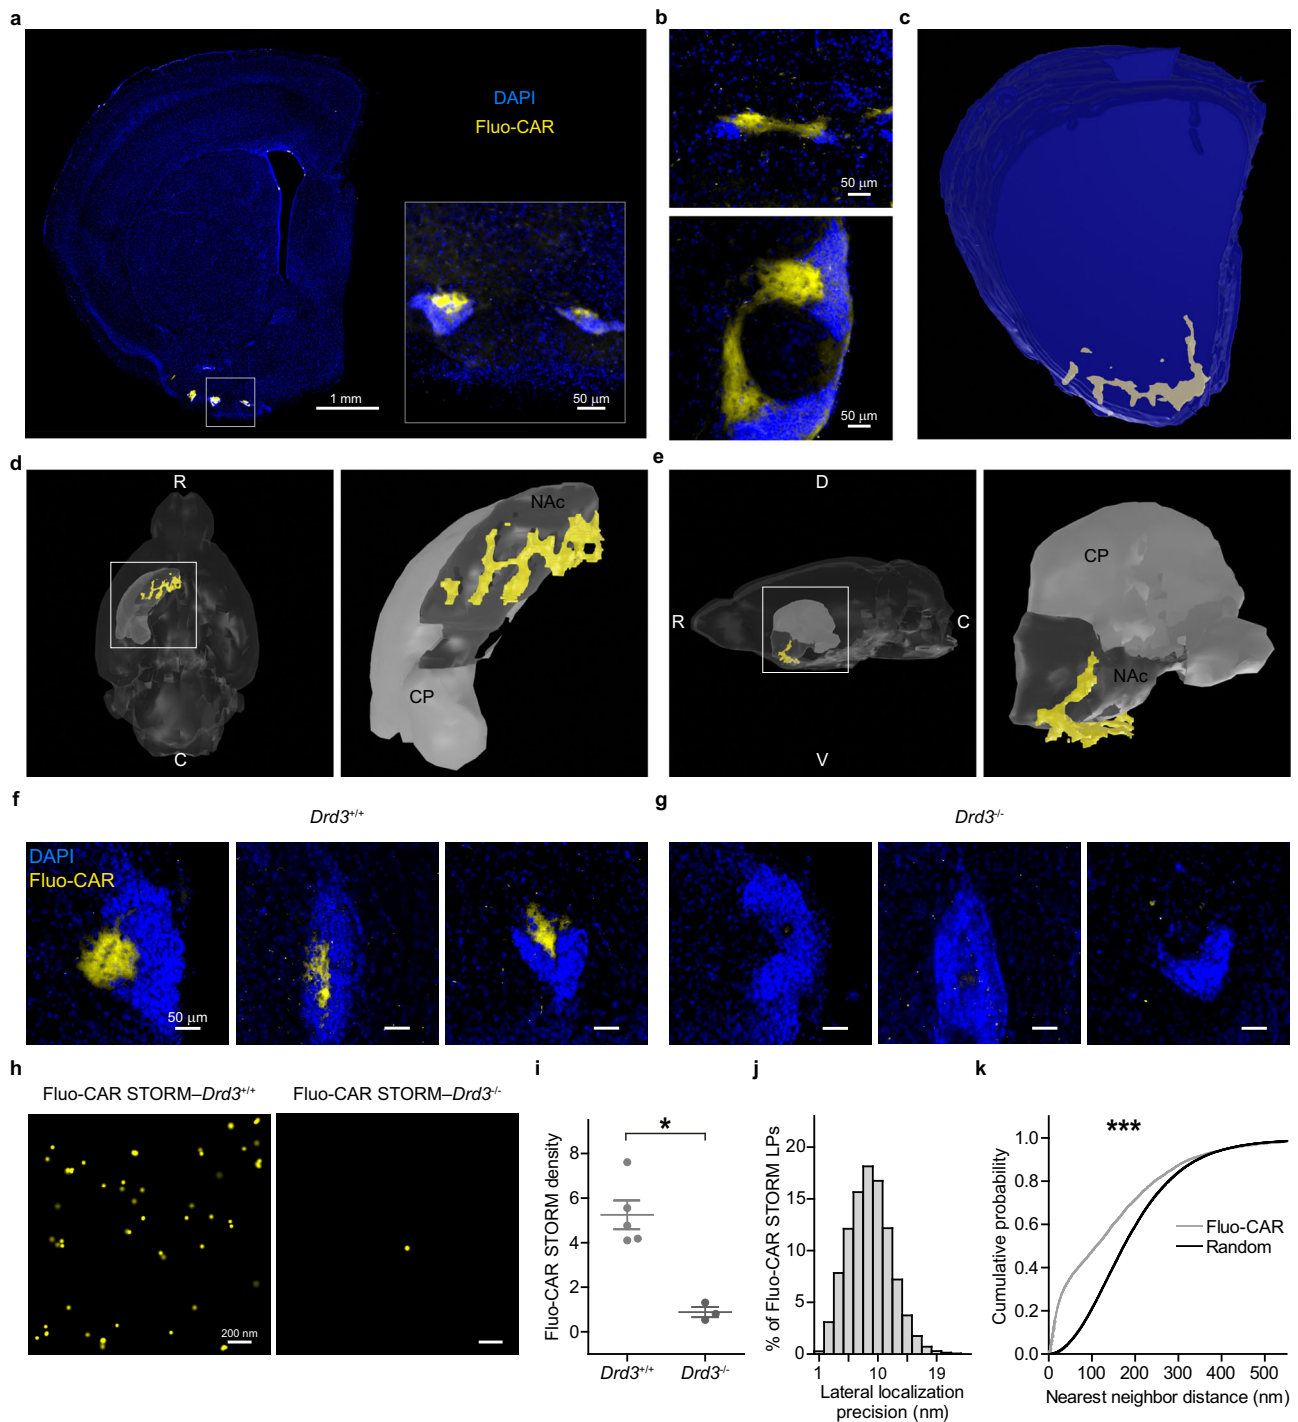 a
DAPI
Fluo-CAR
1 mm
50 μm
b
50 μm
50 μm
c
d
R
C
NAc
CP
e
D
R
C
V
CP
NAc
f
Drd3+/+
DAPI
Fluo-CAR
50 μm
g
Drd3-/-
h
Fluo-CAR STORM–Drd3+/+
Fluo-CAR STORM–Drd3-/-
200 nm
i
Fluo-CAR STORM density
8
6
4
2
0
*
Drd3+/+
Drd3-/-
j
% of Fluo-CAR STORM LPs
20
15
10
5
0
1
10
19
Lateral localization
precision (nm)
k
Cumulative probability
1.0
0.8
0.6
0.4
0.2
0.0
***
Fluo-CAR
Random
0
100
200
300
400
500
Nearest neighbor distance (nm)